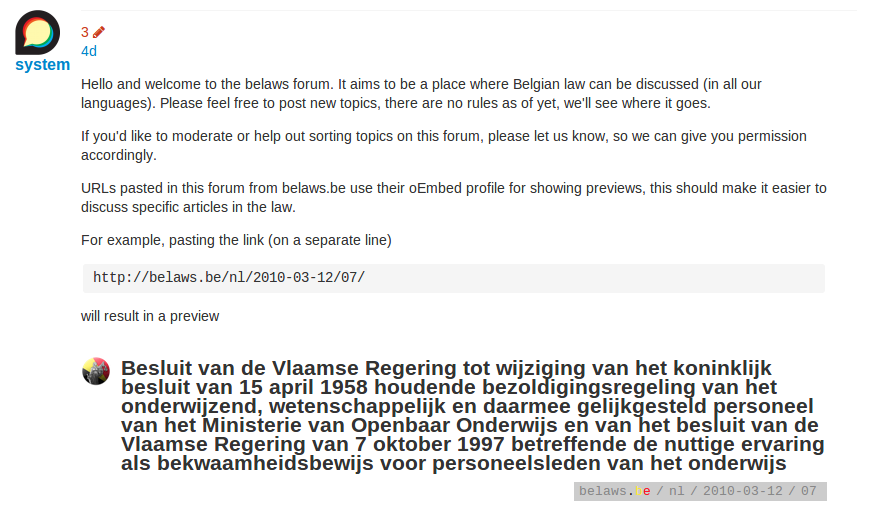 3
4d
system
Hello and welcome to the belaws forum. It aims to be a place where Belgian law can be discussed (in all our
languages). Please feel free to post new topics, there are no rules as of yet, we'll see where it goes.
If you'd like to moderate or help out sorting topics on this forum, please let us know, so we can give you permission
accordingly.
URLs pasted in this forum from belaws.be use their oEmbed profile for showing previews, this should make it easier to
discuss specific articles in the law.
For example, pasting the link (on a separate line)
http://belaws.be/nl/2010-03-12/07/
will result in a preview
Besluit van de Vlaamse Regering tot wijziging van het koninklijk
besluit van 15 april 1958 houdende bezoldigingsregeling van het
onderwijzend, wetenschappelijk en daarmee gelijkgesteld personeel
van het Ministerie van Openbaar Onderwijs en van het besluit van de
Vlaamse Regering van 7 oktober 1997 betreffende de nuttige ervaring
als bekwaamheidsbewijs voor personeelsleden van het onderwijs
belaws.be / nl / 2010-03-12 / 07